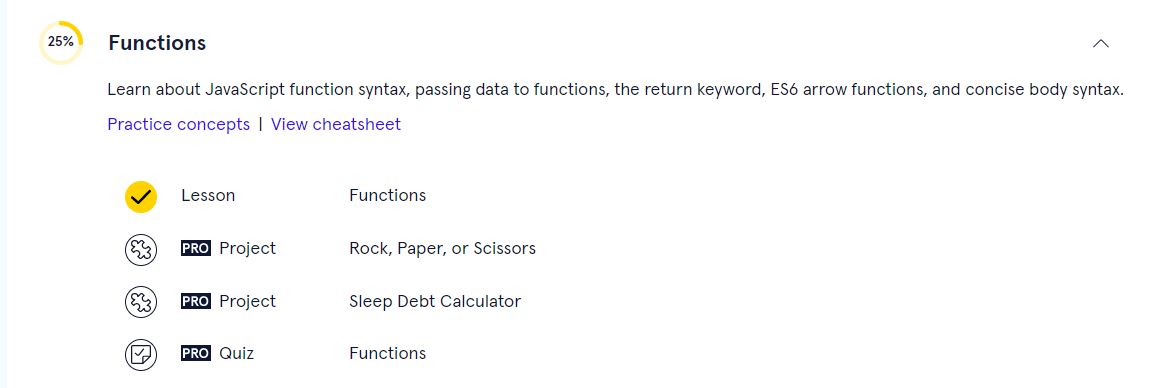 25% Functions
Learn about JavaScript function syntax, passing data to functions, the return keyword, ES6 arrow functions, and concise body syntax.
Practice concepts | View cheatsheet
Lesson Functions
PRO Project Rock, Paper, or Scissors
PRO Project Sleep Debt Calculator
PRO Quiz Functions